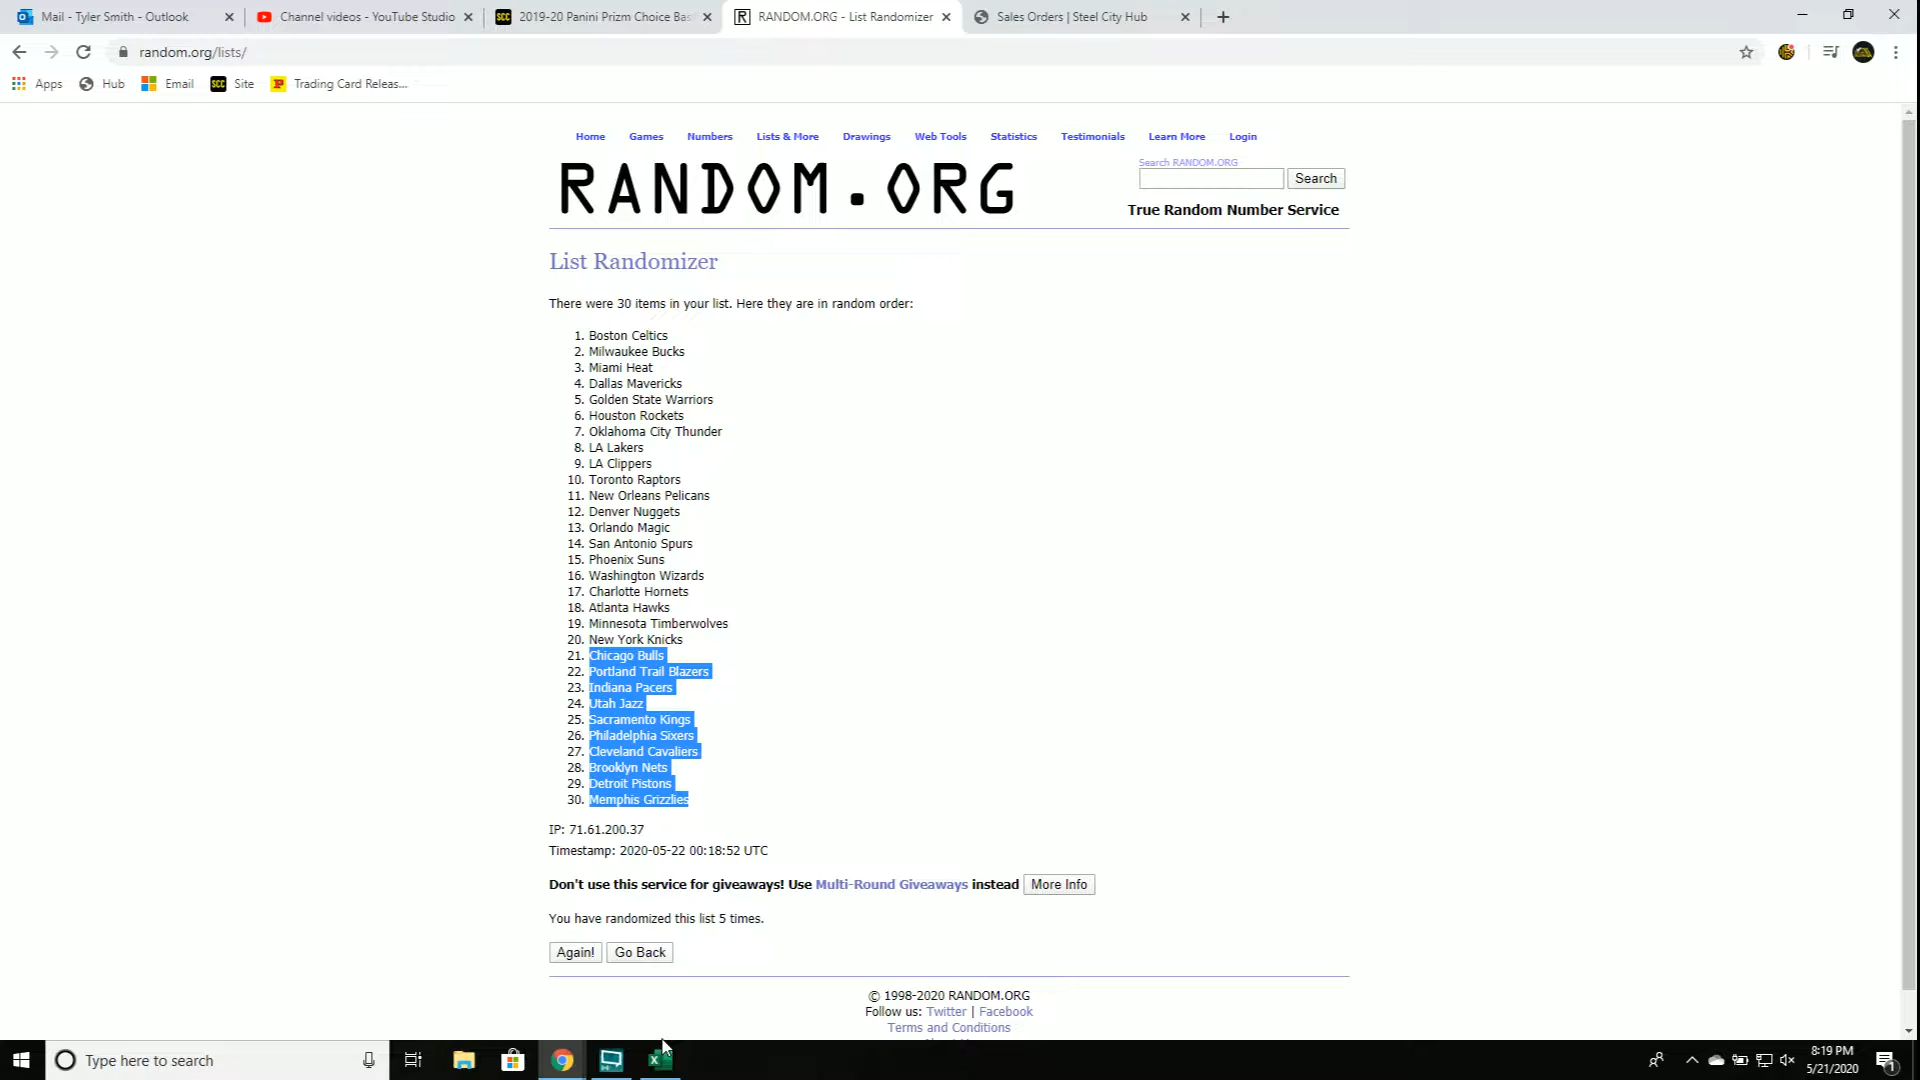 Mail - Tyler Smith - Outlook
Channel videos - YouTube Studio
SCC 2019-20 Panini Prizm Choice Bas
R RANDOM.ORG - List Randomizer
Sales Orders | Steel City Hub
random.org/lists/
Apps
Hub
Email
SCC Site
Trading Card Releas...
Home Games Numbers Lists & More Drawings Web Tools Statistics Testimonials Learn More Login
RANDOM.ORG
Search RANDOM.ORG
Search
True Random Number Service
List Randomizer
There were 30 items in your list. Here they are in random order:
1. Boston Celtics
2. Milwaukee Bucks
3. Miami Heat
4. Dallas Mavericks
5. Golden State Warriors
6. Houston Rockets
7. Oklahoma City Thunder
8. LA Lakers
9. LA Clippers
10. Toronto Raptors
11. New Orleans Pelicans
12. Denver Nuggets
13. Orlando Magic
14. San Antonio Spurs
15. Phoenix Suns
16. Washington Wizards
17. Charlotte Hornets
18. Atlanta Hawks
19. Minnesota Timberwolves
20. New York Knicks
21. Chicago Bulls
22. Portland Trail Blazers
23. Indiana Pacers
24. Utah Jazz
25. Sacramento Kings
26. Philadelphia Sixers
27. Cleveland Cavaliers
28. Brooklyn Nets
29. Detroit Pistons
30. Memphis Grizzlies
IP: 71.61.200.37
Timestamp: 2020-05-22 00:18:52 UTC
Don't use this service for giveaways! Use Multi-Round Giveaways instead More Info
You have randomized this list 5 times.
Again! Go Back
© 1998-2020 RANDOM.ORG
Follow us: Twitter | Facebook
Terms and Conditions
Type here to search
8:19 PM
5/21/2020
1